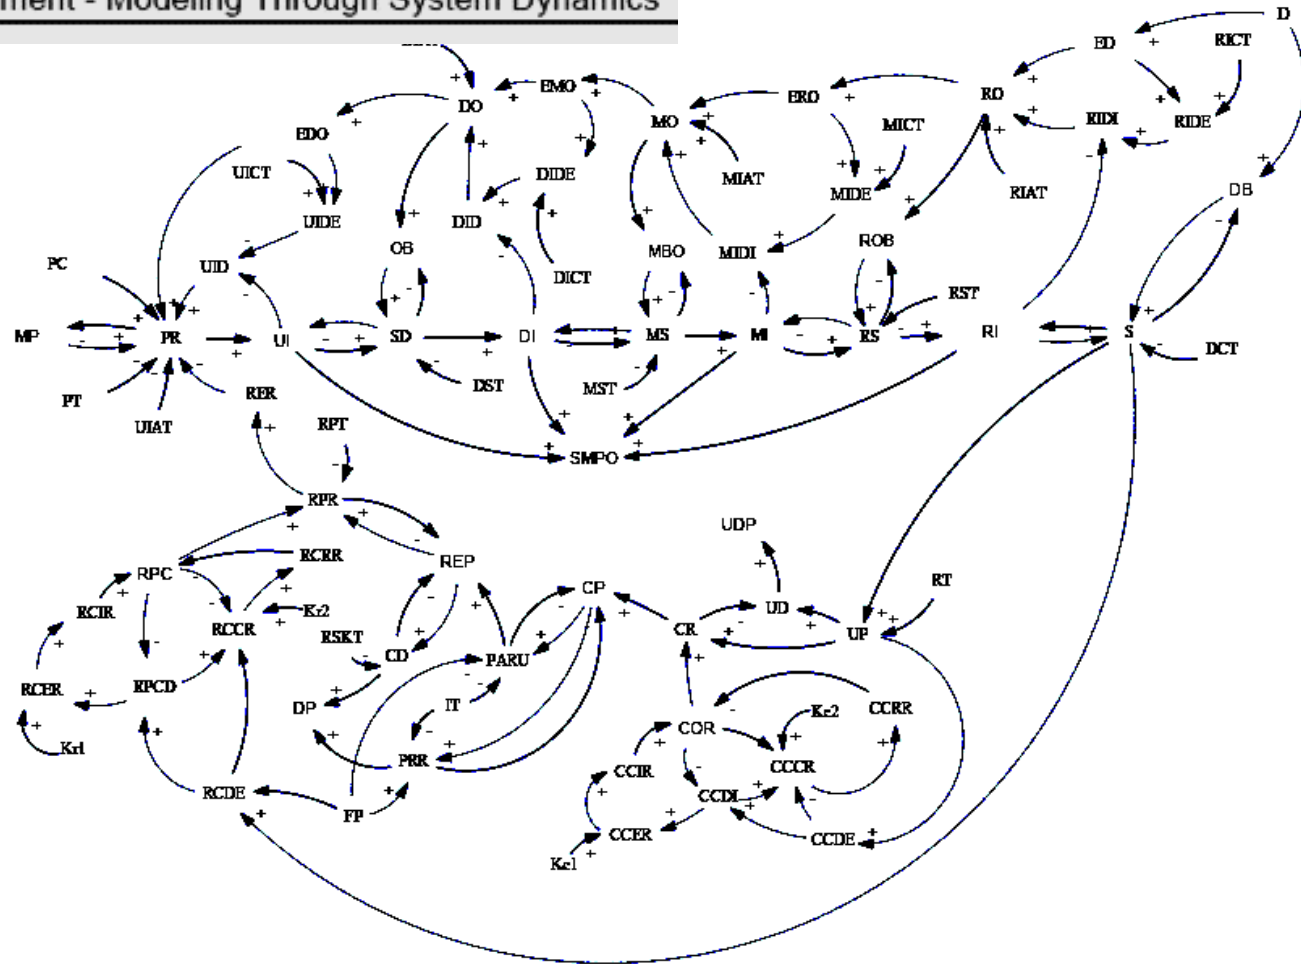 ment - Modeling Through System Dynamics
D
ED
RICT
EMO
ERO
RO
DO
MO
RIDI
RIDE
EDO
MICT
UICT
DIDE
MIAT
MIDE
RIAT
DB
UIDE
DID
OB
MBO
MIDI
ROB
PC
UID
DICT
RST
MP
PR
UI
SD
DI
MS
MI
RS
RI
S
DCT
PT
RER
DST
MST
UIAT
RPT
SMPO
RPR
UDP
RPC
RCRR
REP
CP
RT
RCIR
RCCR
Kr2
RSKT
CD
PARU
CR
UD
UP
RCER
RPCD
DP
IT
COR
Kc2
CCRR
Kr1
PRR
CCIR
CCCR
RCDE
FP
CCDI
CCER
CCDE
Kc1